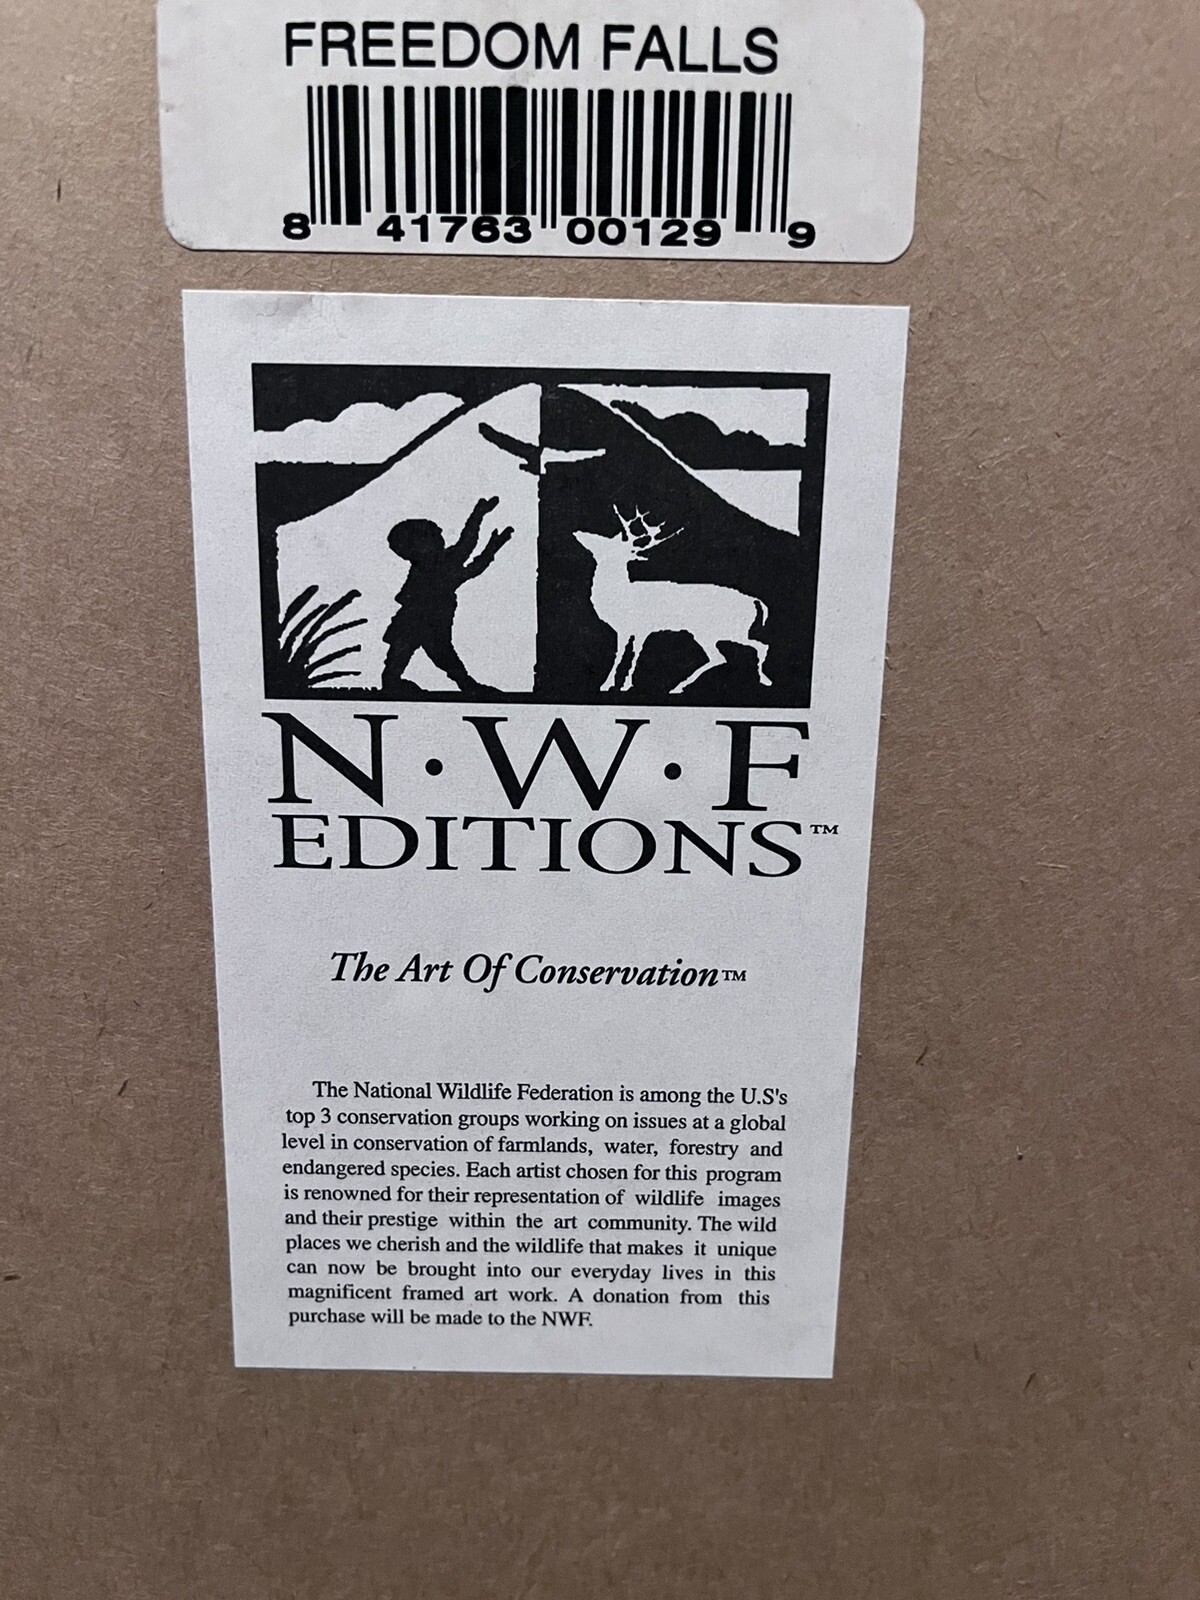 FREEDOM FALLS
8 41763 00129 9
N·W·F
EDITIONS™
The Art Of Conservation™
The National Wildlife Federation is among the U.S's
top 3 conservation groups working on issues at a global
level in conservation of farmlands, water, forestry and
endangered species. Each artist chosen for this program
is renowned for their representation of wildlife images
and their prestige within the art community. The wild
places we cherish and the wildlife that makes it unique
can now be brought into our everyday lives in this
magnificent framed art work. A donation from this
purchase will be made to the NWF.